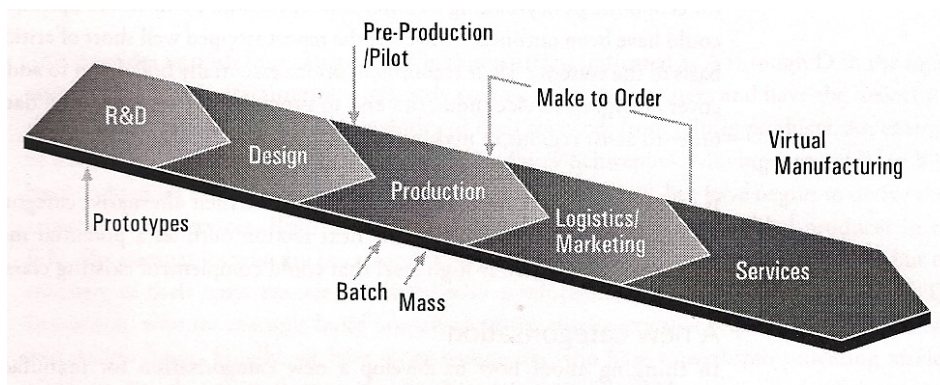 Pre-Production
/Pilot
Make to Order
Virtual
Manufacturing
R&D
Design
Production
Logistics/
Marketing
Services
Prototypes
Batch
Mass